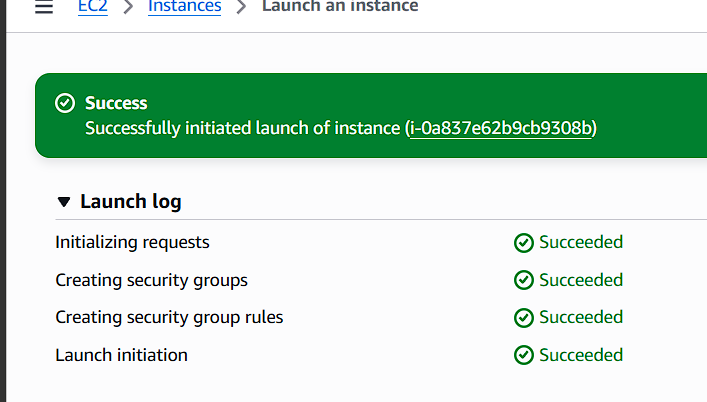 EC2 > Instances > Launch an instance
Success
Successfully initiated launch of instance (i-0a837e62b9cb9308b)
Launch log
Initializing requests Succeeded
Creating security groups Succeeded
Creating security group rules Succeeded
Launch initiation Succeeded